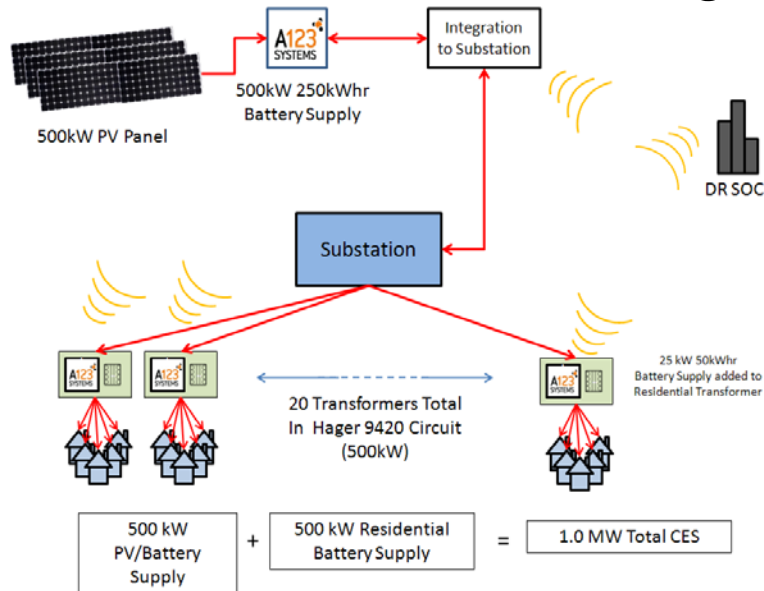 A123
SYSTEMS
Integration
to Substation
500kW 250kWhr
Battery Supply
500kW PV Panel
DR SOC
Substation
A123
SYSTEMS
A123
SYSTEMS
A123
SYSTEMS
25 kW 50kWhr
Battery Supply added to
Residential Transformer
20 Transformers Total
In Hager 9420 Circuit
(500kW)
500 kW
PV/Battery
Supply
+
500 kW Residential
Battery Supply
=
1.0 MW Total CES